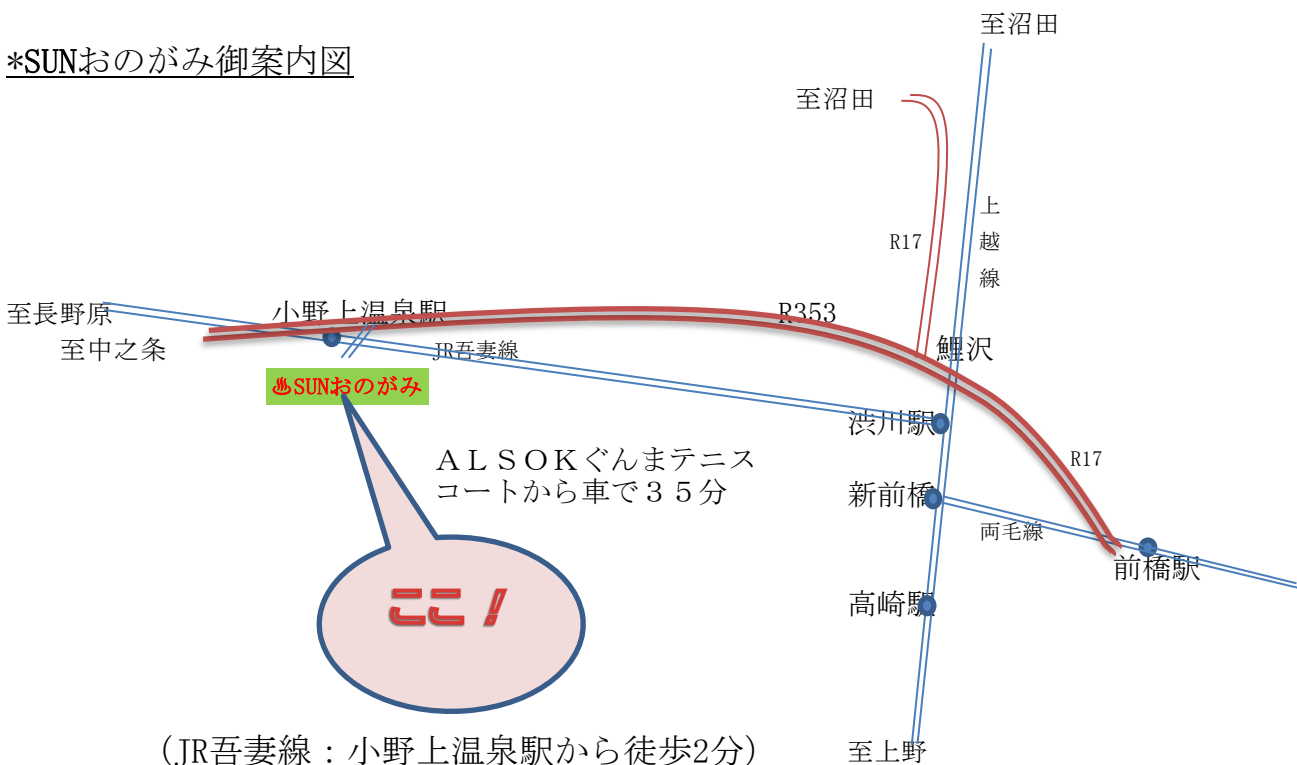 至沼田
*SUNおのがみ御案内図
至沼田
上越線
R17
至長野原
小野上温泉駅
R353
至中之条
JR吾妻線
鯉沢
♨SUNおのがみ
渋川駅
ALSOKぐんまテニス
コートから車で35分
R17
新前橋
両毛線
前橋駅
ここ!
高崎駅
(JR吾妻線:小野上温泉駅から徒歩2分)
至上野